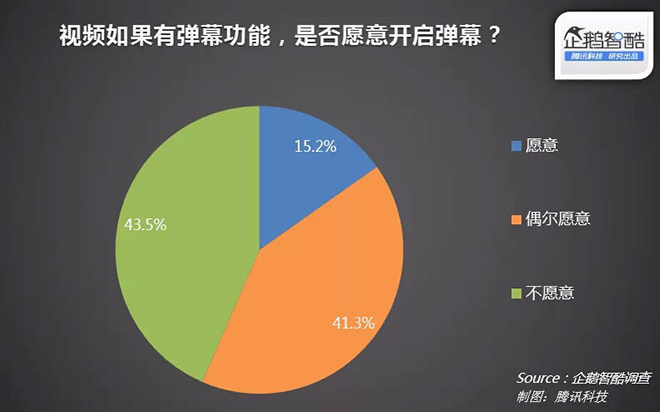 视频如果有弹幕功能，是否愿意开启弹幕？
企鹅智酷
腾讯科技 研究出品
15.2%
愿意
43.5%
偶尔愿意
不愿意
41.3%
Source：企鹅智酷调查
制图：腾讯科技